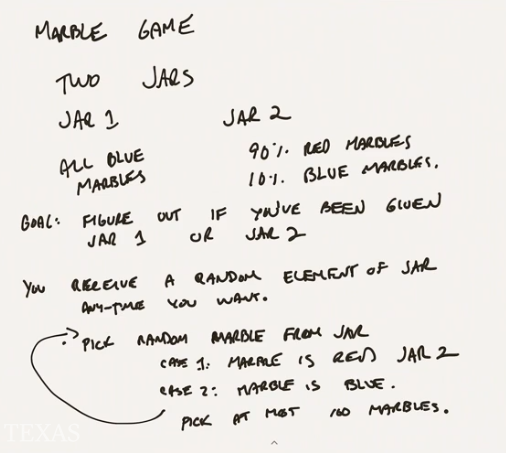 MARBLE GAME
TWO JARS
JAR 1 JAR 2
ALL BLUE MARBLES
90%. RED MARBLES
10%. BLUE MARBLES.
GOAL: FIGURE OUT IF YOU'VE BEEN GIVEN
JAR 1 OR JAR 2
YOU RECEIVE A RANDOM ELEMENT OF JAR
ANY-TIME YOU WANT.
PICK RANDOM MARBLE FROM JAR
CASE 1: MARBLE IS RED JAR 2
CASE 2: MARBLE IS BLUE.
PICK AT MOST 100 MARBLES.
TEXAS